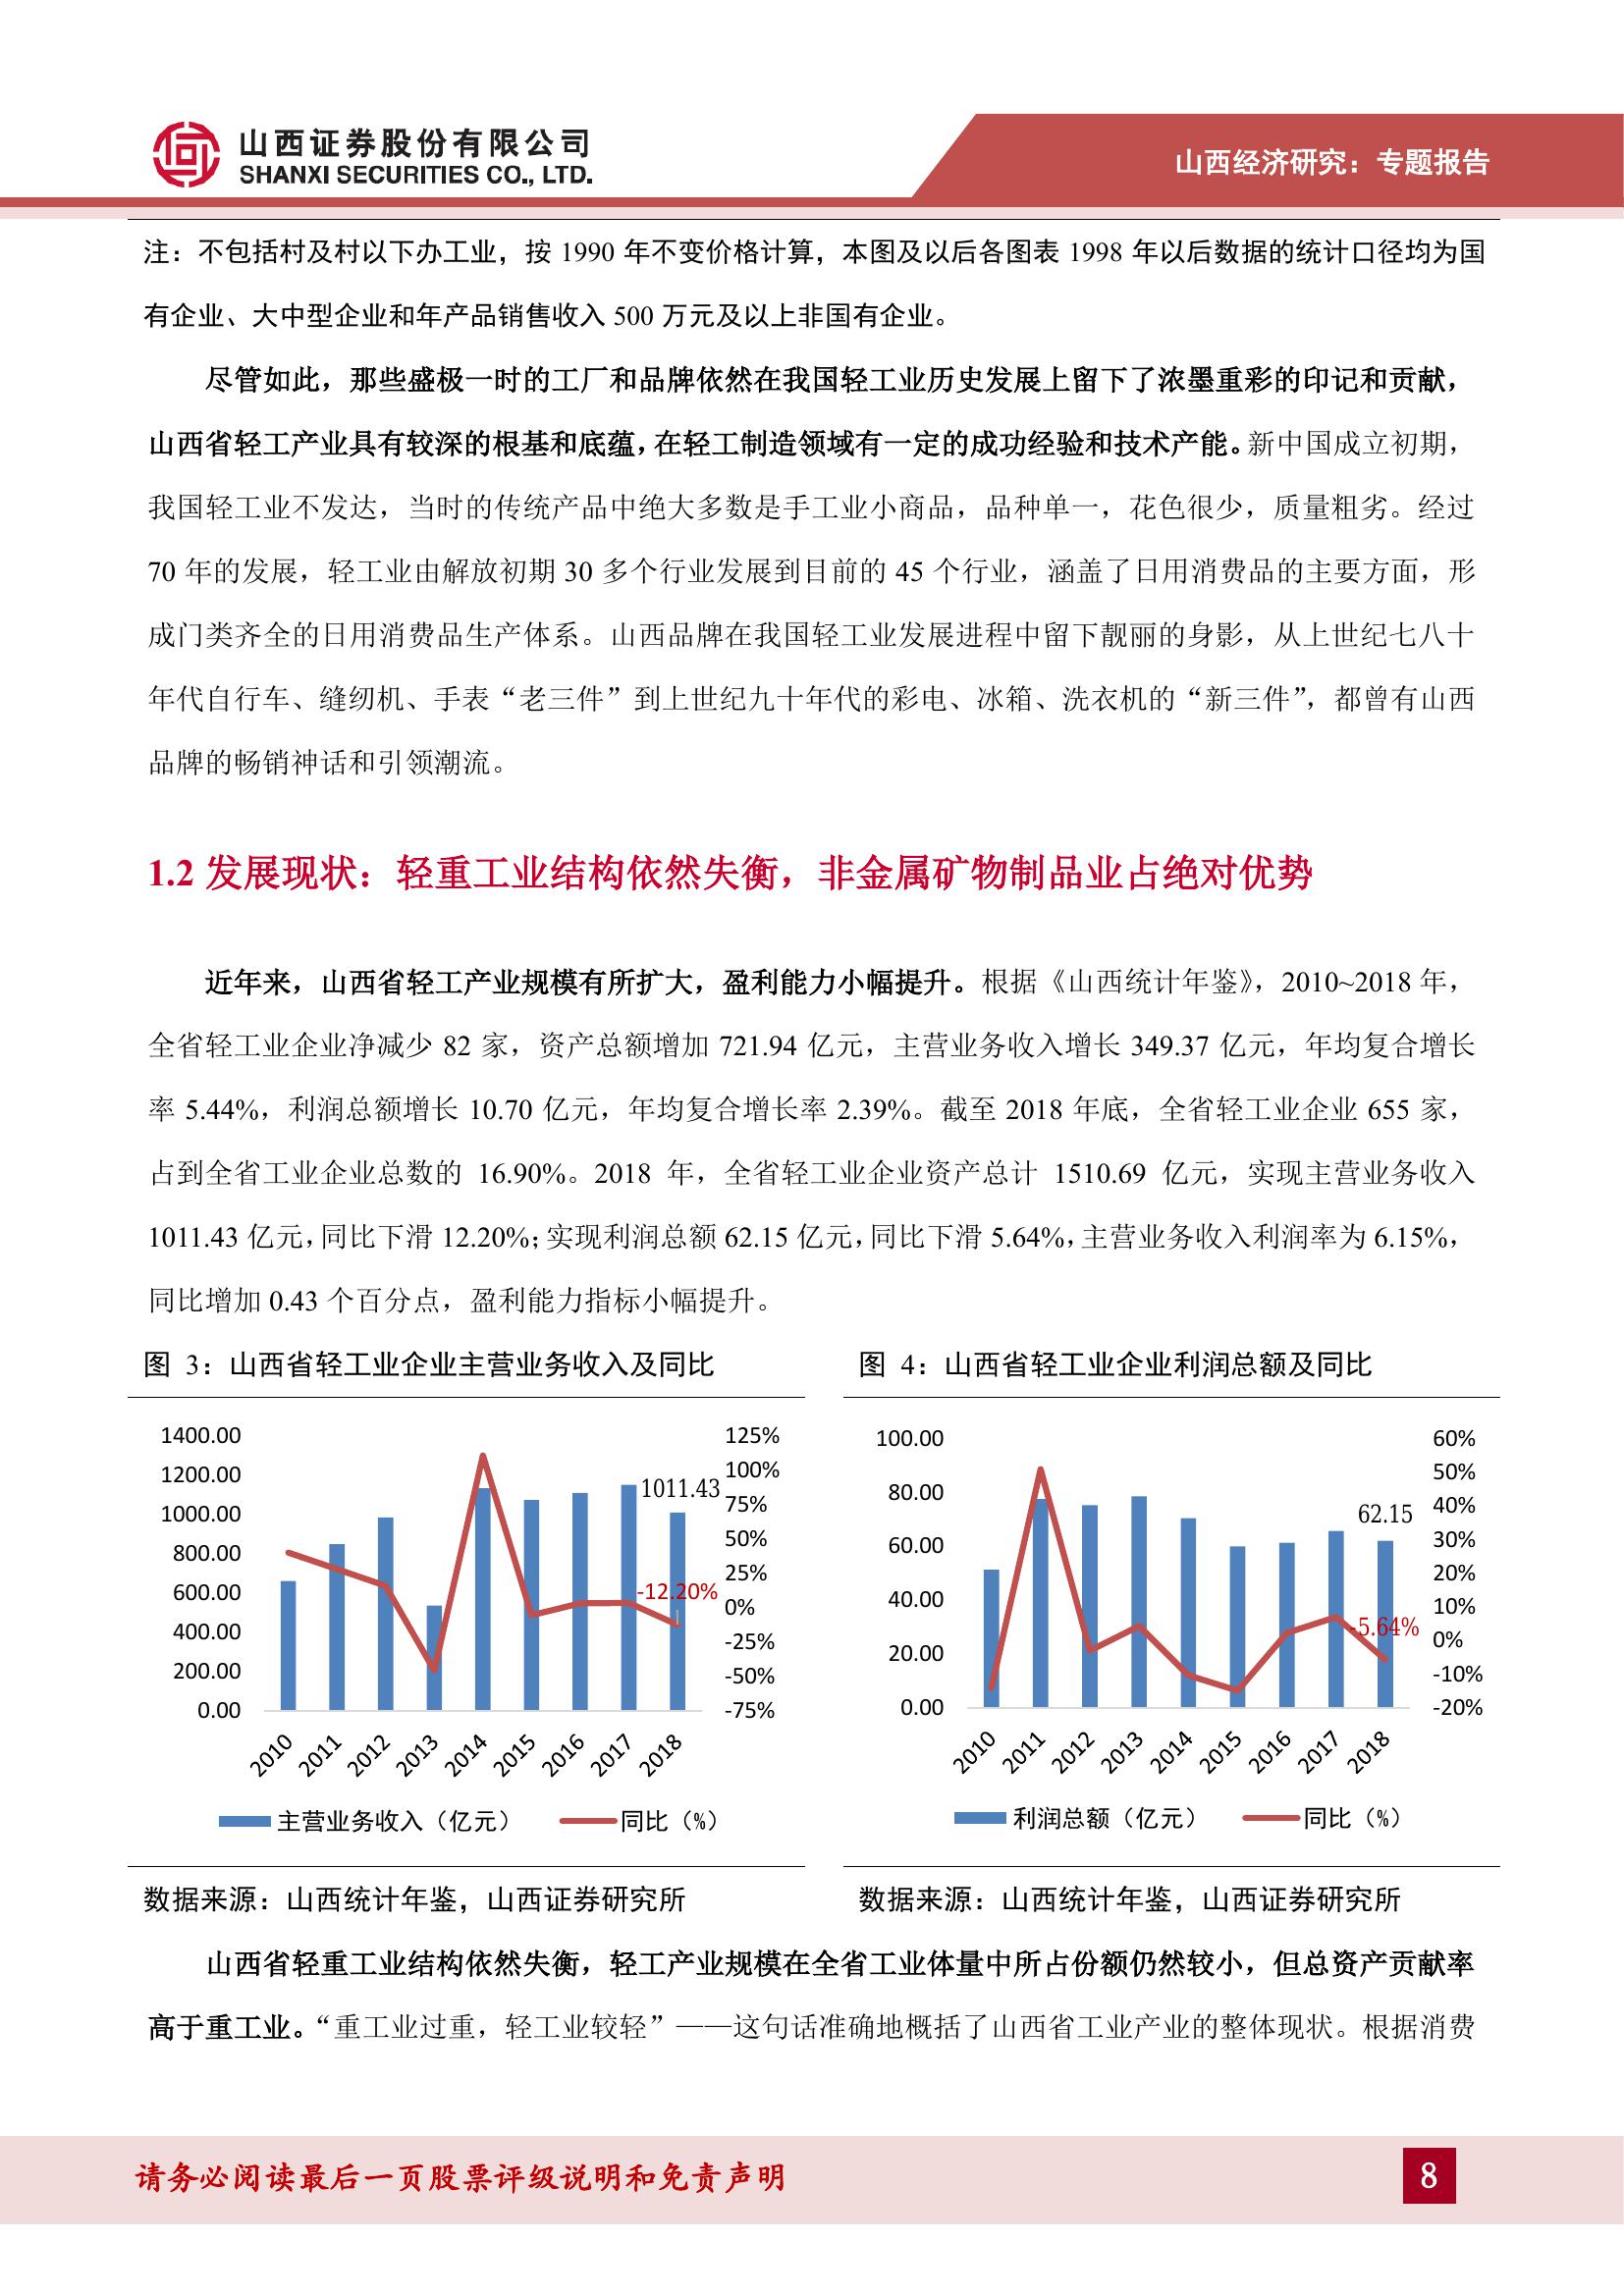 山西证券股份有限公司
SHANXI SECURITIES CO., LTD.
山西经济研究：专题报告
注：不包括村及村以下办工业，按 1990 年不变价格计算，本图及以后各图表 1998 年以后数据的统计口径均为国
有企业、大中型企业和年产品销售收入 500 万元及以上非国有企业。
尽管如此，那些盛极一时的工厂和品牌依然在我国轻工业历史发展上留下了浓墨重彩的印记和贡献，
山西省轻工产业具有较深的根基和底蕴，在轻工制造领域有一定的成功经验和技术产能。新中国成立初期，
我国轻工业不发达，当时的传统产品中绝大多数是手工业小商品，品种单一，花色很少，质量粗劣。经过
70 年的发展，轻工业由解放初期 30 多个行业发展到目前的 45 个行业，涵盖了日用消费品的主要方面，形
成门类齐全的日用消费品生产体系。山西品牌在我国轻工业发展进程中留下靓丽的身影，从上世纪七八十
年代自行车、缝纫机、手表“老三件”到上世纪九十年代的彩电、冰箱、洗衣机的“新三件”，都曾有山西
品牌的畅销神话和引领潮流。
1.2 发展现状：轻重工业结构依然失衡，非金属矿物制品业占绝对优势
近年来，山西省轻工产业规模有所扩大，盈利能力小幅提升。根据《山西统计年鉴》，2010~2018 年，
全省轻工业企业净减少 82 家，资产总额增加 721.94 亿元，主营业务收入增长 349.37 亿元，年均复合增长
率 5.44%，利润总额增长 10.70 亿元，年均复合增长率 2.39%。截至 2018 年底，全省轻工业企业 655 家，
占到全省工业企业总数的 16.90%。2018 年，全省轻工业企业资产总计 1510.69 亿元，实现主营业务收入
1011.43 亿元，同比下滑 12.20%；实现利润总额 62.15 亿元，同比下滑 5.64%，主营业务收入利润率为 6.15%，
同比增加 0.43 个百分点，盈利能力指标小幅提升。
图 3：山西省轻工业企业主营业务收入及同比
1400.00
1200.00
1000.00
800.00
600.00
400.00
200.00
0.00
125%
100%
75%
50%
25%
0%
-25%
-50%
-75%
1011.43
-12.20%
2010 2011 2012 2013 2014 2015 2016 2017 2018
主营业务收入（亿元） 同比（%）
数据来源：山西统计年鉴，山西证券研究所
图 4：山西省轻工业企业利润总额及同比
100.00
80.00
60.00
40.00
20.00
0.00
60%
50%
40%
30%
20%
10%
0%
-10%
-20%
62.15
-5.64%
2010 2011 2012 2013 2014 2015 2016 2017 2018
利润总额（亿元） 同比（%）
数据来源：山西统计年鉴，山西证券研究所
山西省轻重工业结构依然失衡，轻工产业规模在全省工业体量中所占份额仍然较小，但总资产贡献率
高于重工业。“重工业过重，轻工业较轻”——这句话准确地概括了山西省工业产业的整体现状。根据消费
请务必阅读最后一页股票评级说明和免责声明
8